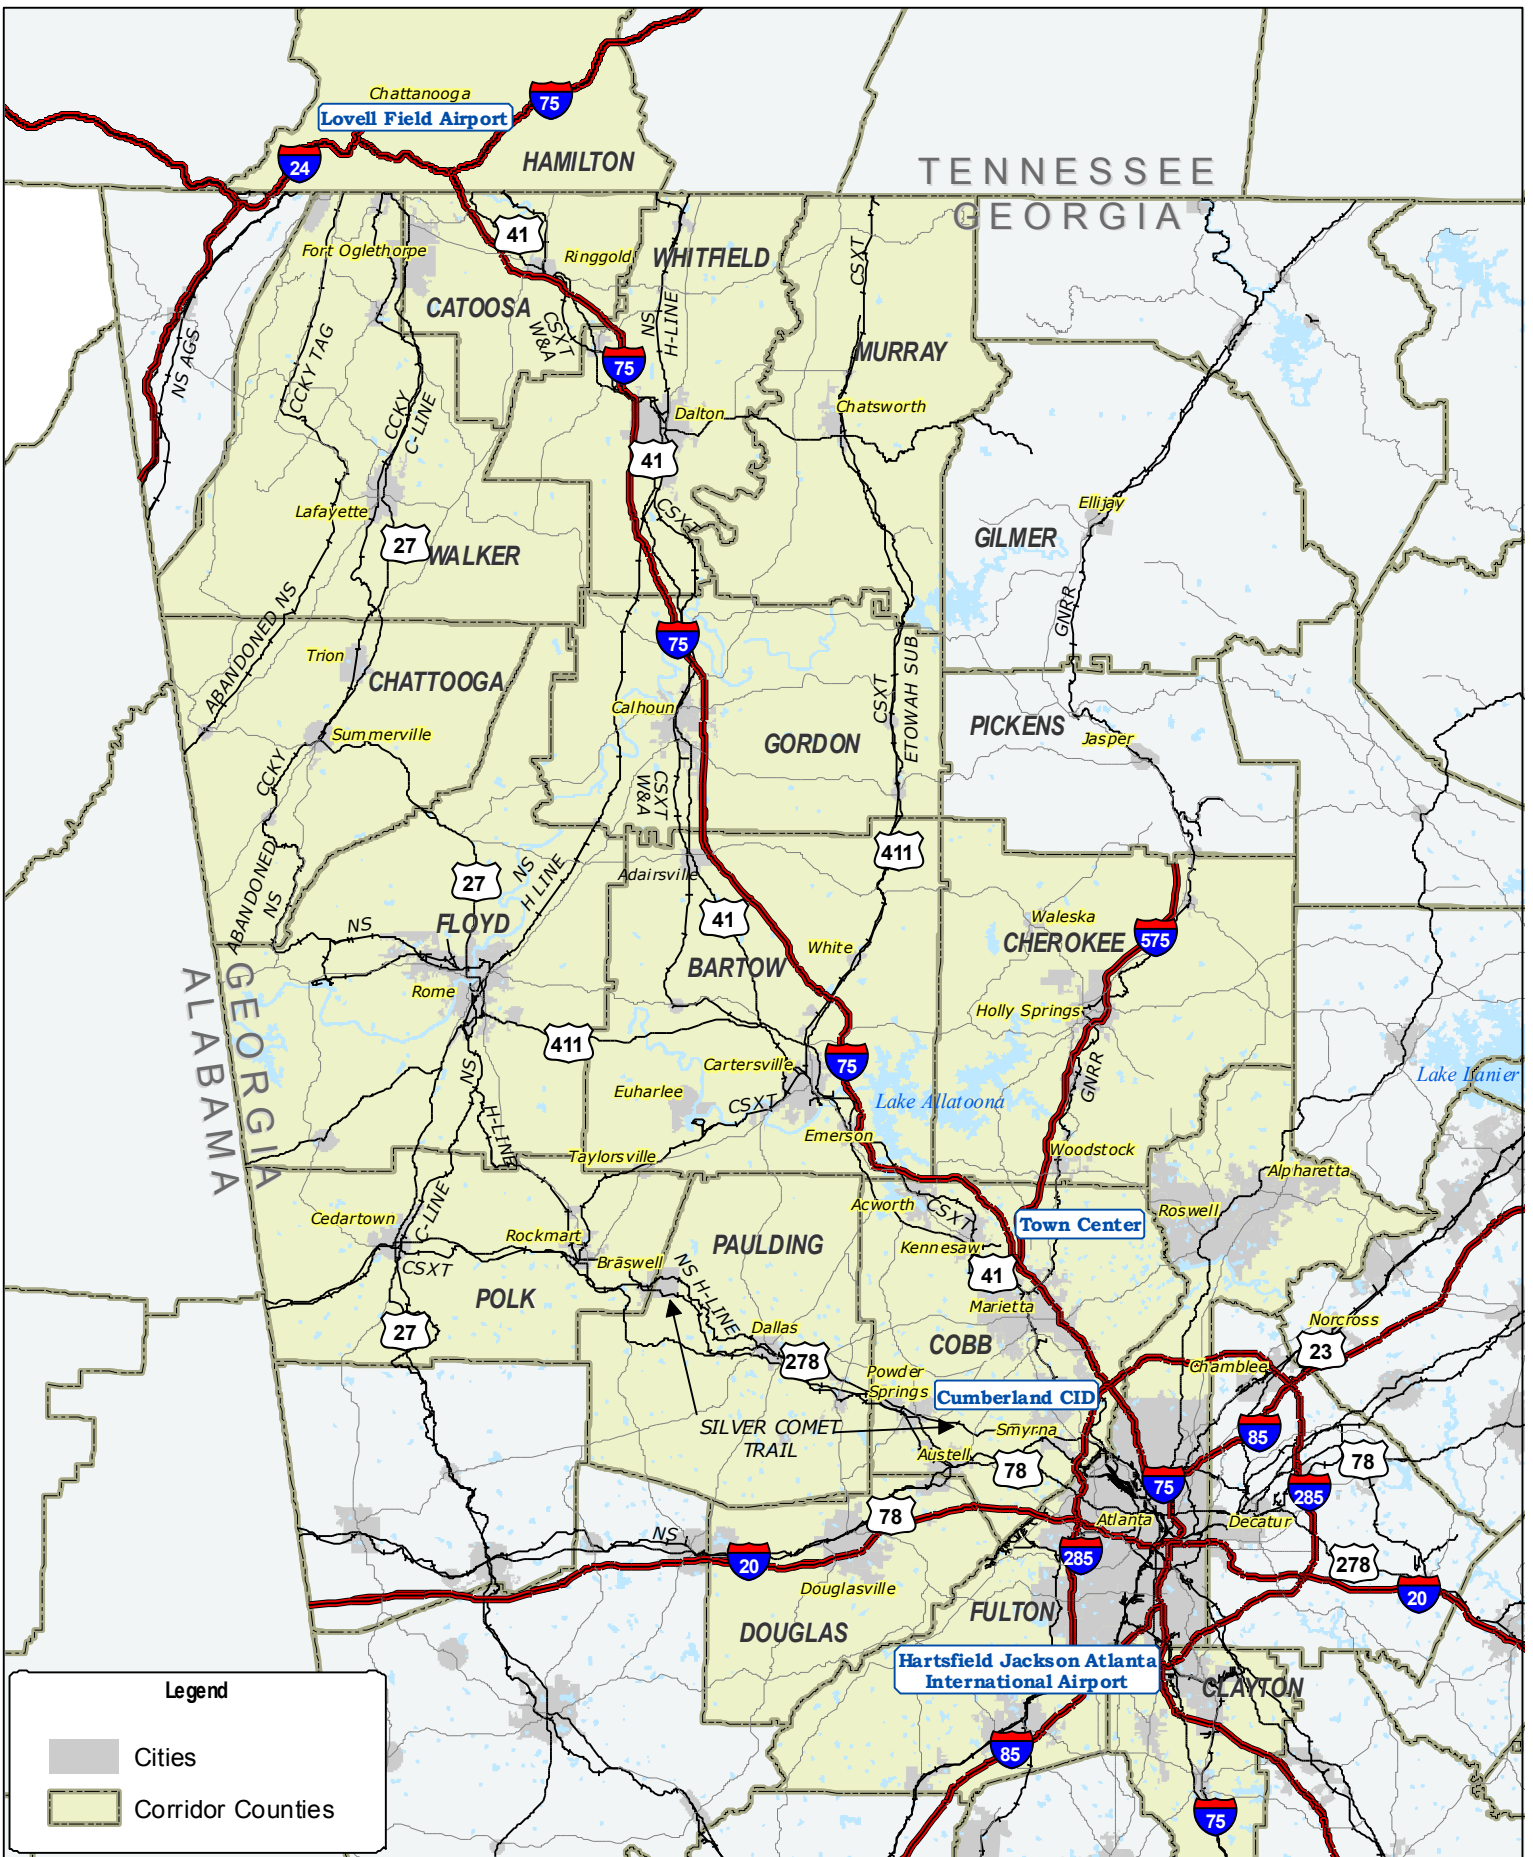 Chattanooga
Lovell Field Airport
75
24
HAMILTON
TENNESSEE
GEORGIA
41
Fort Oglethorpe
Ringgold
WHITFIELD
CSXT
CATOOSA
NS AGS
CCKY TAG
CSXT
W&A
NS
H-LINE
75
MURRAY
CCKY
C-LINE
Dalton
Chatsworth
41
Lafayette
CSXT
Ellijay
27
WALKER
GILMER
ABANDONED NS
GNRR
75
Trion
CHATTOOGA
CSXT
ETOWAH SUB
Calhoun
GORDON
PICKENS
Jasper
Summerville
CCKY
CSXT
W&A
411
ABANDONED
NS
27
NS
H LINE
Adairsville
41
Waleska
NS
FLOYD
White
CHEROKEE
575
GEORGIA
ALABAMA
BARTOW
Rome
Holly Springs
411
NS
Cartersville
75
GNRR
Lake Lanier
Euharlee
CSXT
Lake Allatoona
H-LINE
Emerson
Taylorsville
Woodstock
Alpharetta
Cedartown
C-LINE
Acworth
CSXT
Roswell
Town Center
Rockmart
PAULDING
Kennesaw
CSXT
Braswell
NS H-LINE
41
POLK
Marietta
27
Dallas
COBB
Norcross
278
23
Powder
Springs
Chamblee
Cumberland CID
SILVER COMET
TRAIL
Smyrna
85
Austell
78
78
75
285
78
Atlanta
Decatur
NS
20
285
278
Douglasville
20
DOUGLAS
FULTON
Hartsfield Jackson Atlanta
International Airport
CLAYTON
85
75
Legend
Cities
Corridor Counties